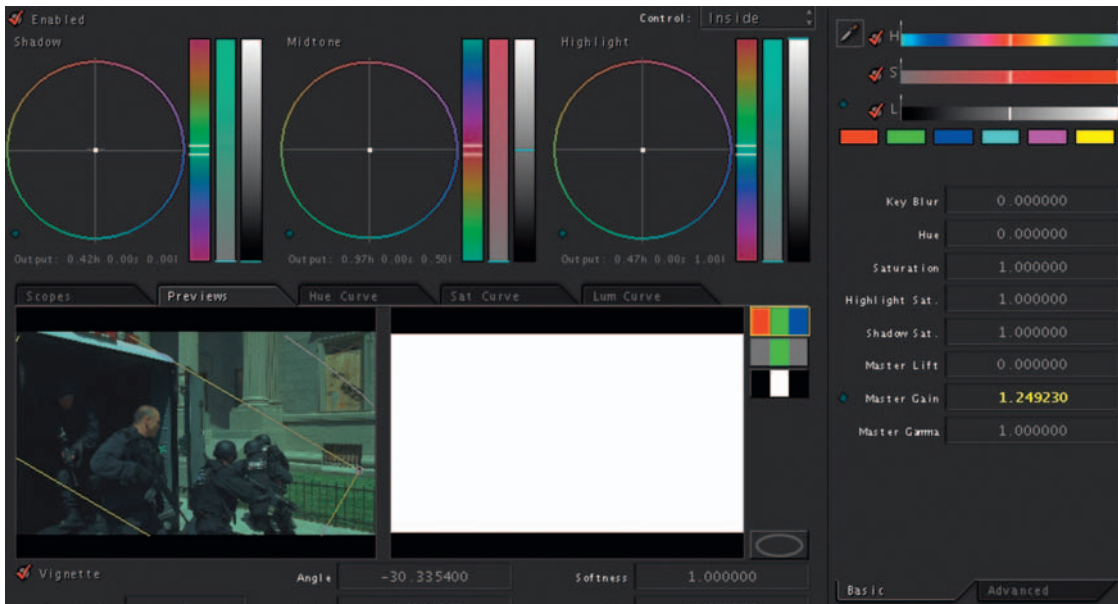 Enabled
Control: Inside
Shadow
Midtone
Highlight
Output: 0.42h 0.00s 0.00l
Output: 0.97h 0.00s 0.50l
Output: 0.47h 0.00s 1.00l
Scopes
Previews
Hue Curve
Sat Curve
Lum Curve
Vignette
Angle -30.335400
Softness 1.000000
H
S
L
Key Blur 0.000000
Hue 0.000000
Saturation 1.000000
Highlight Sat. 1.000000
Shadow Sat. 1.000000
Master Lift 0.000000
Master Gain 1.249230
Master Gamma 1.000000
Basic
Advanced